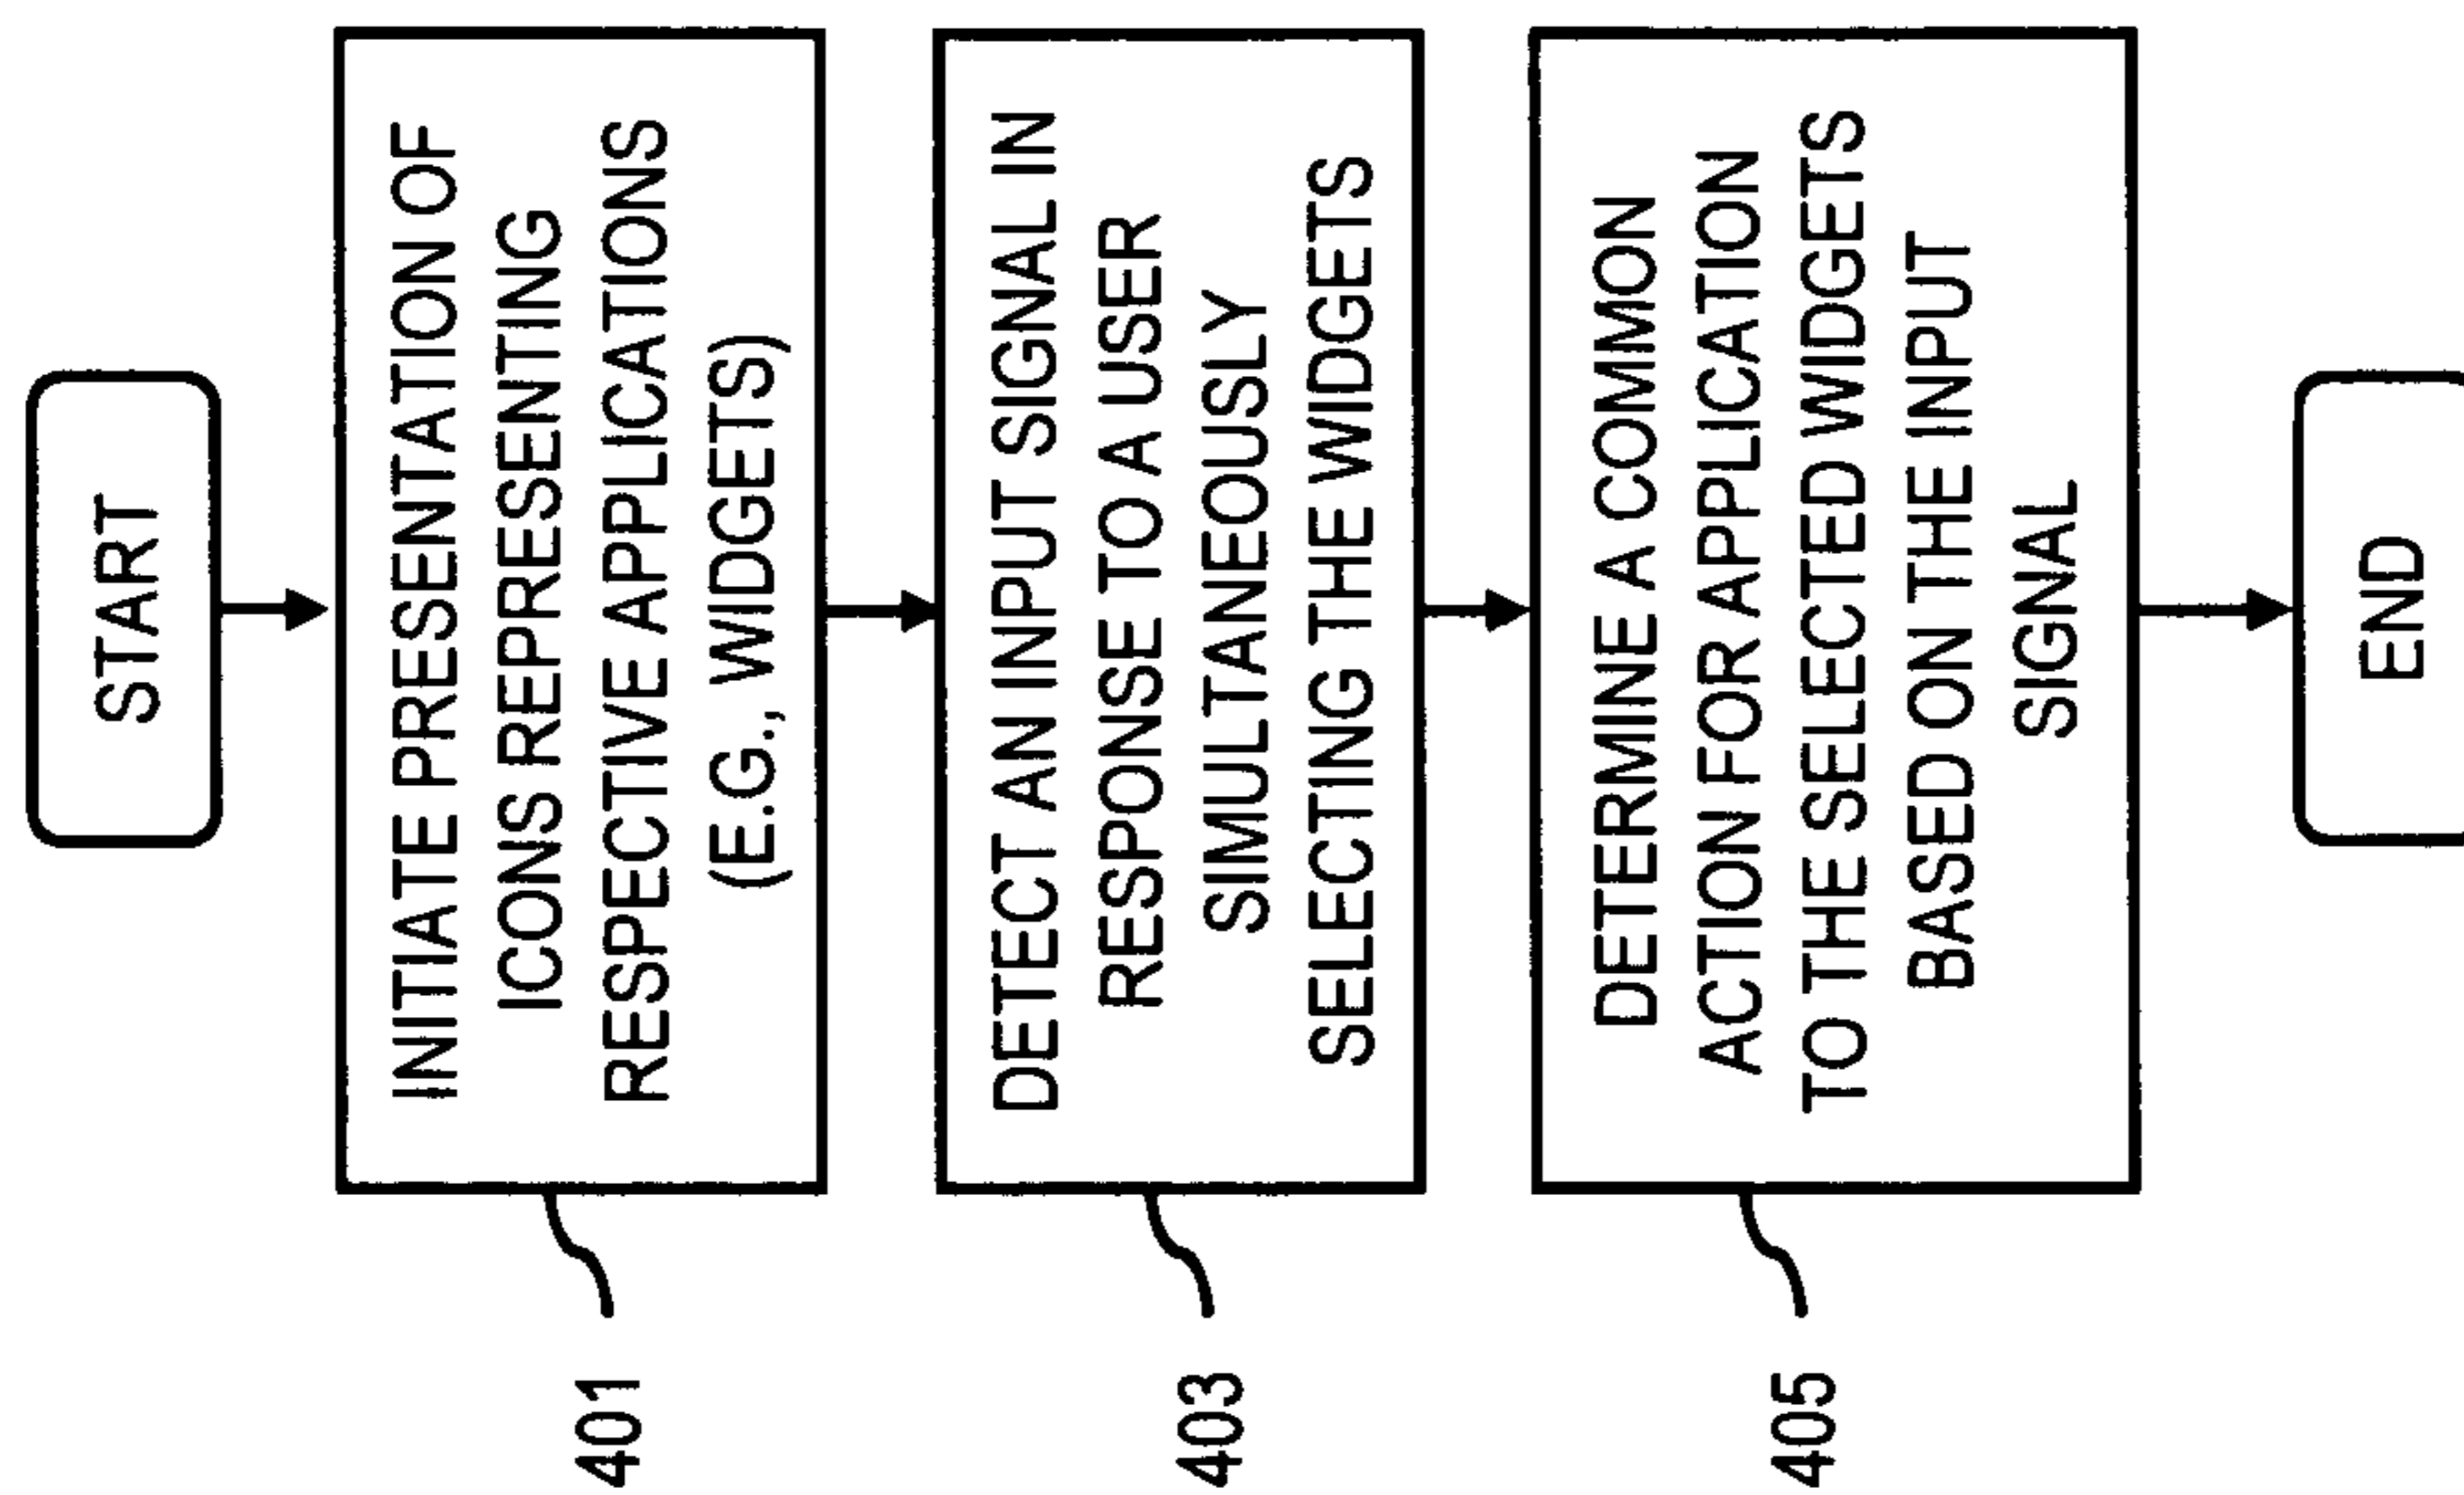 START
INITIATE PRESENTATION OF
ICONS REPRESENTING
RESPECTIVE APPLICATIONS
(E.G., WIDGETS)
401
DETECT AN INPUT SIGNAL IN
RESPONSE TO A USER
SIMULTANEOUSLY
SELECTING THE WIDGETS
403
DETERMINE A COMMON
ACTION FOR APPLICATION
TO THE SELECTED WIDGETS
BASED ON THE INPUT
SIGNAL
405
END